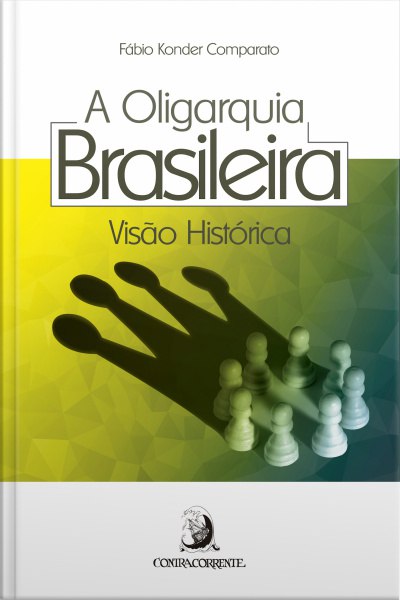 Fábio Konder Comparato
A Oligarquia
Brasileira
Visão Histórica
CONTRACORRENTE